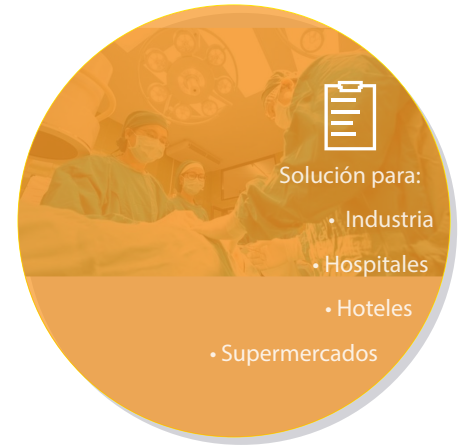 Solución para:
• Industria
• Hospitales
• Hoteles
• Supermercados